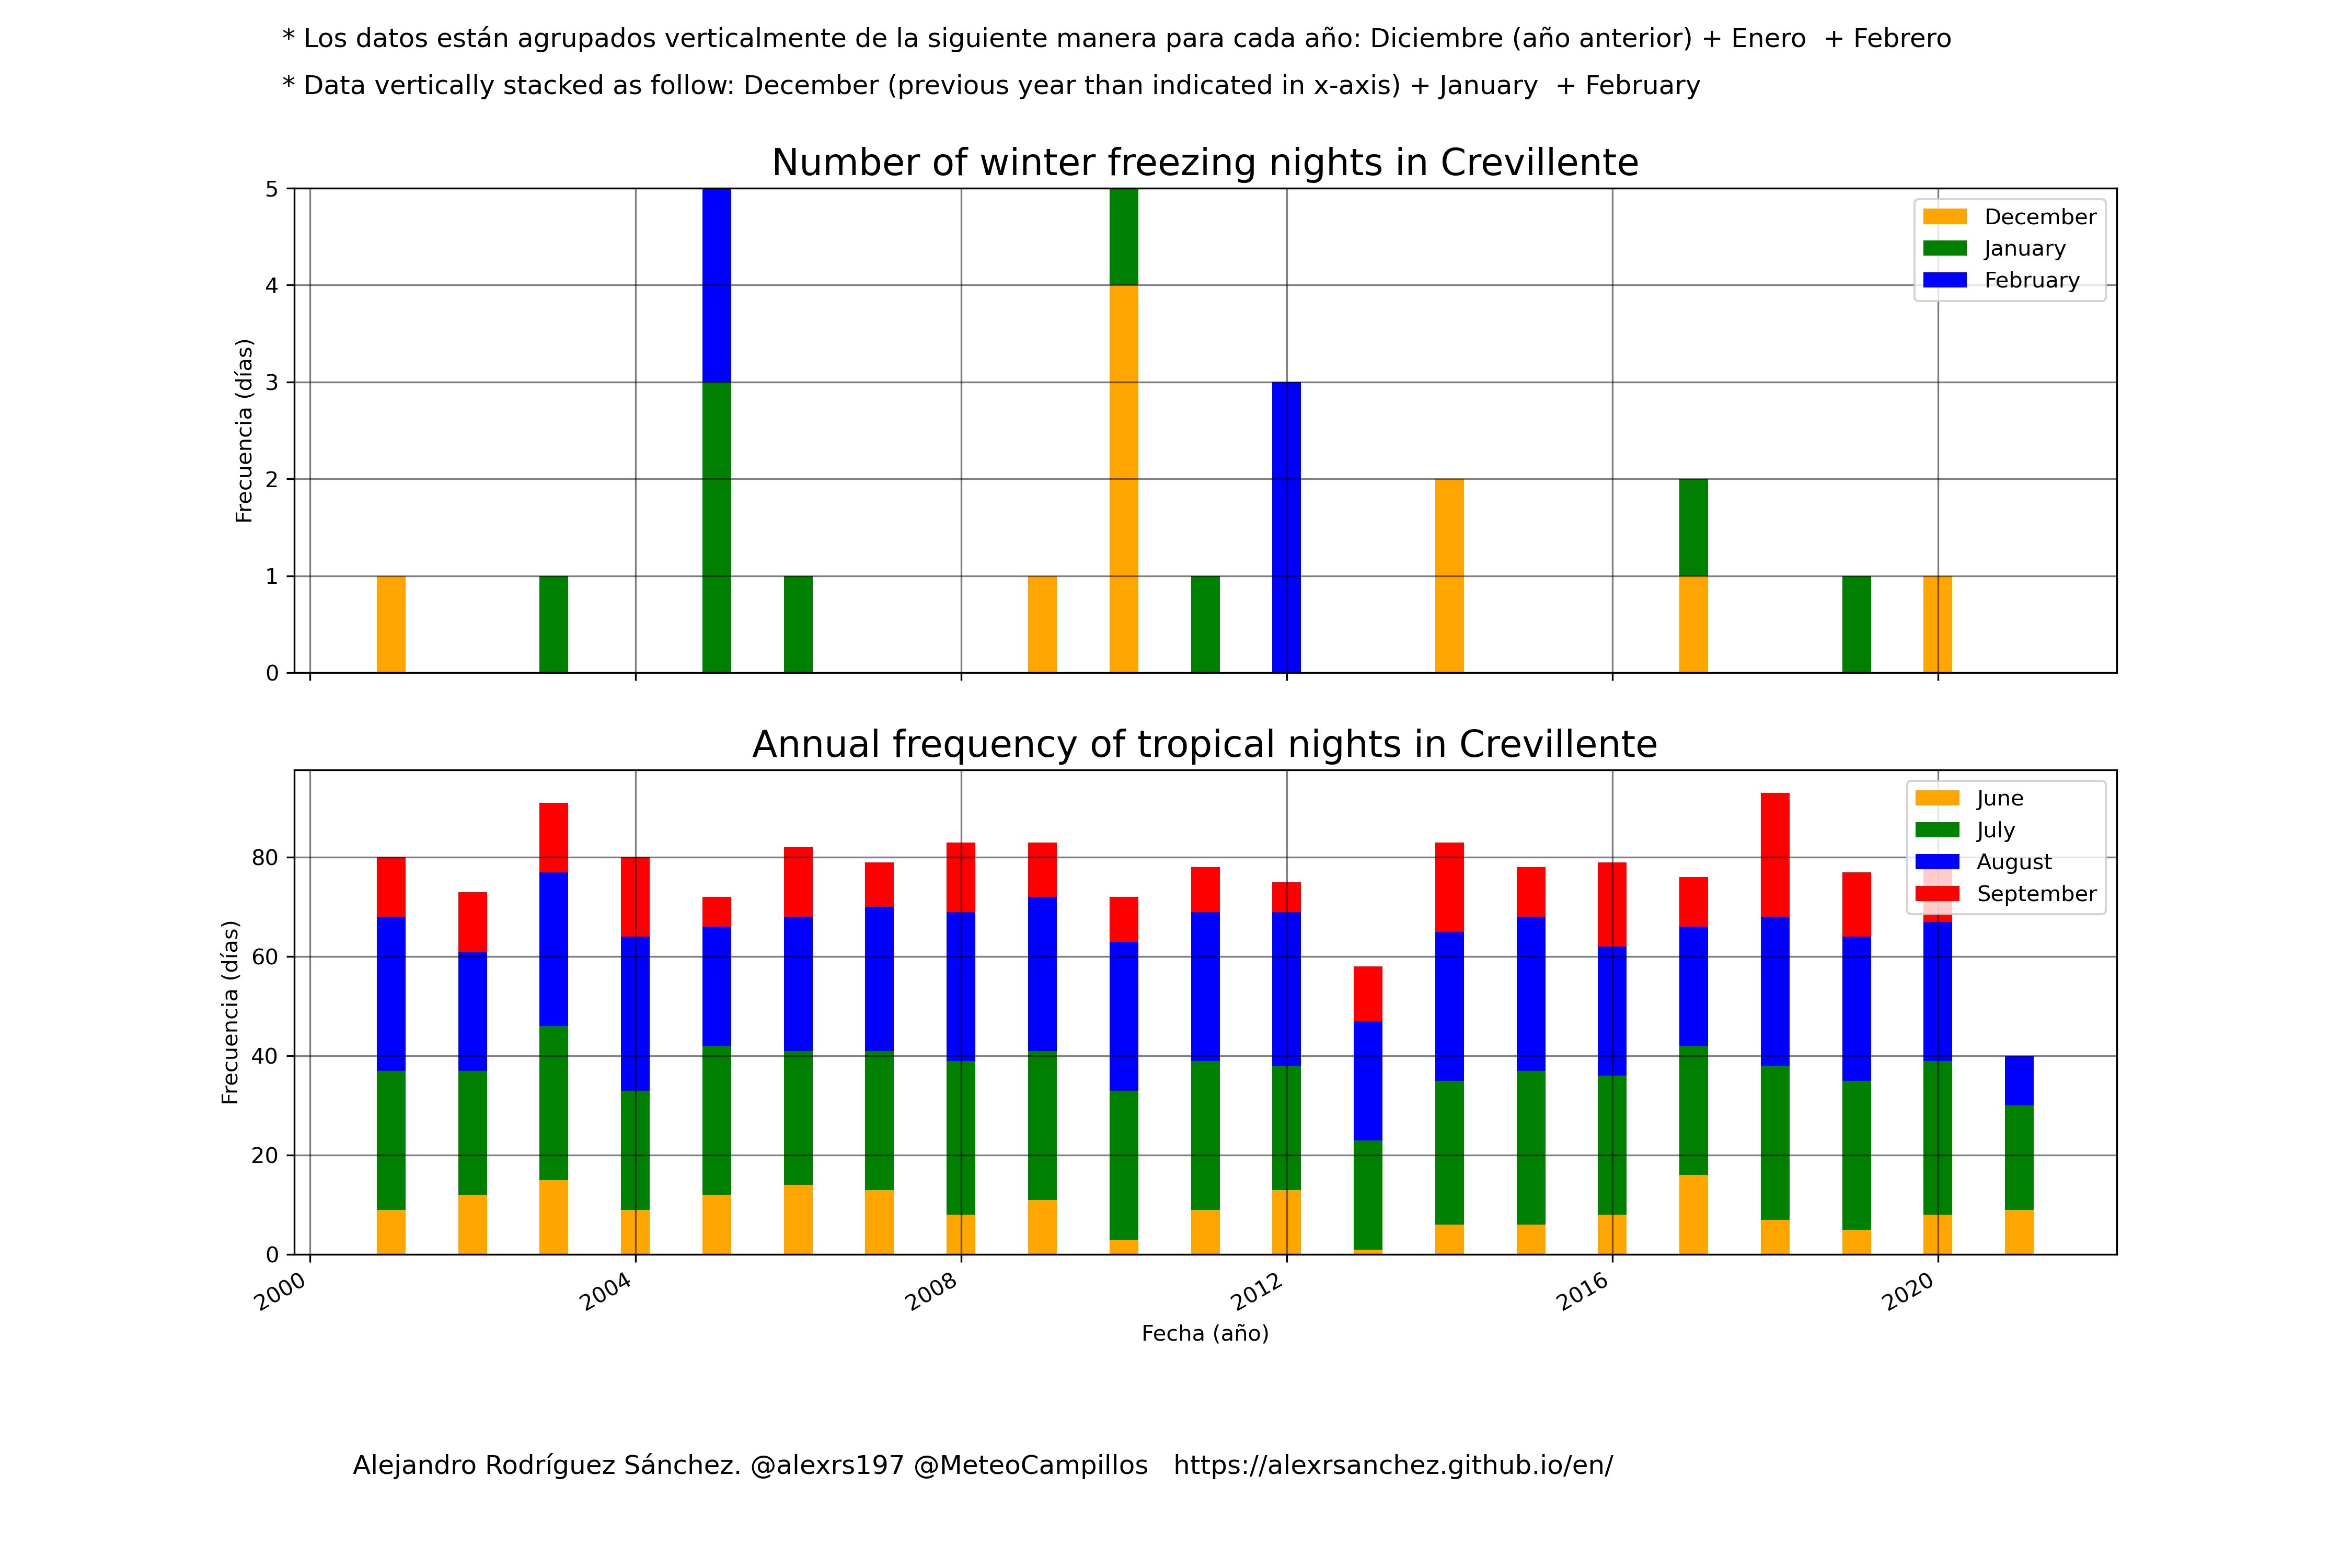 * Los datos están agrupados verticalmente de la siguiente manera para cada año: Diciembre (año anterior) + Enero  + Febrero
* Data vertically stacked as follow: December (previous year than indicated in x-axis) + January  + February
Number of winter freezing nights in Crevillente
5
4
3
2
1
0
Frecuencia (días)
December
January
February
Annual frequency of tropical nights in Crevillente
80
60
40
20
0
Frecuencia (días)
June
July
August
September
2000
2004
2008
2012
2016
2020
Fecha (año)
Alejandro Rodríguez Sánchez. @alexrs197 @MeteoCampillos   https://alexrsanchez.github.io/en/